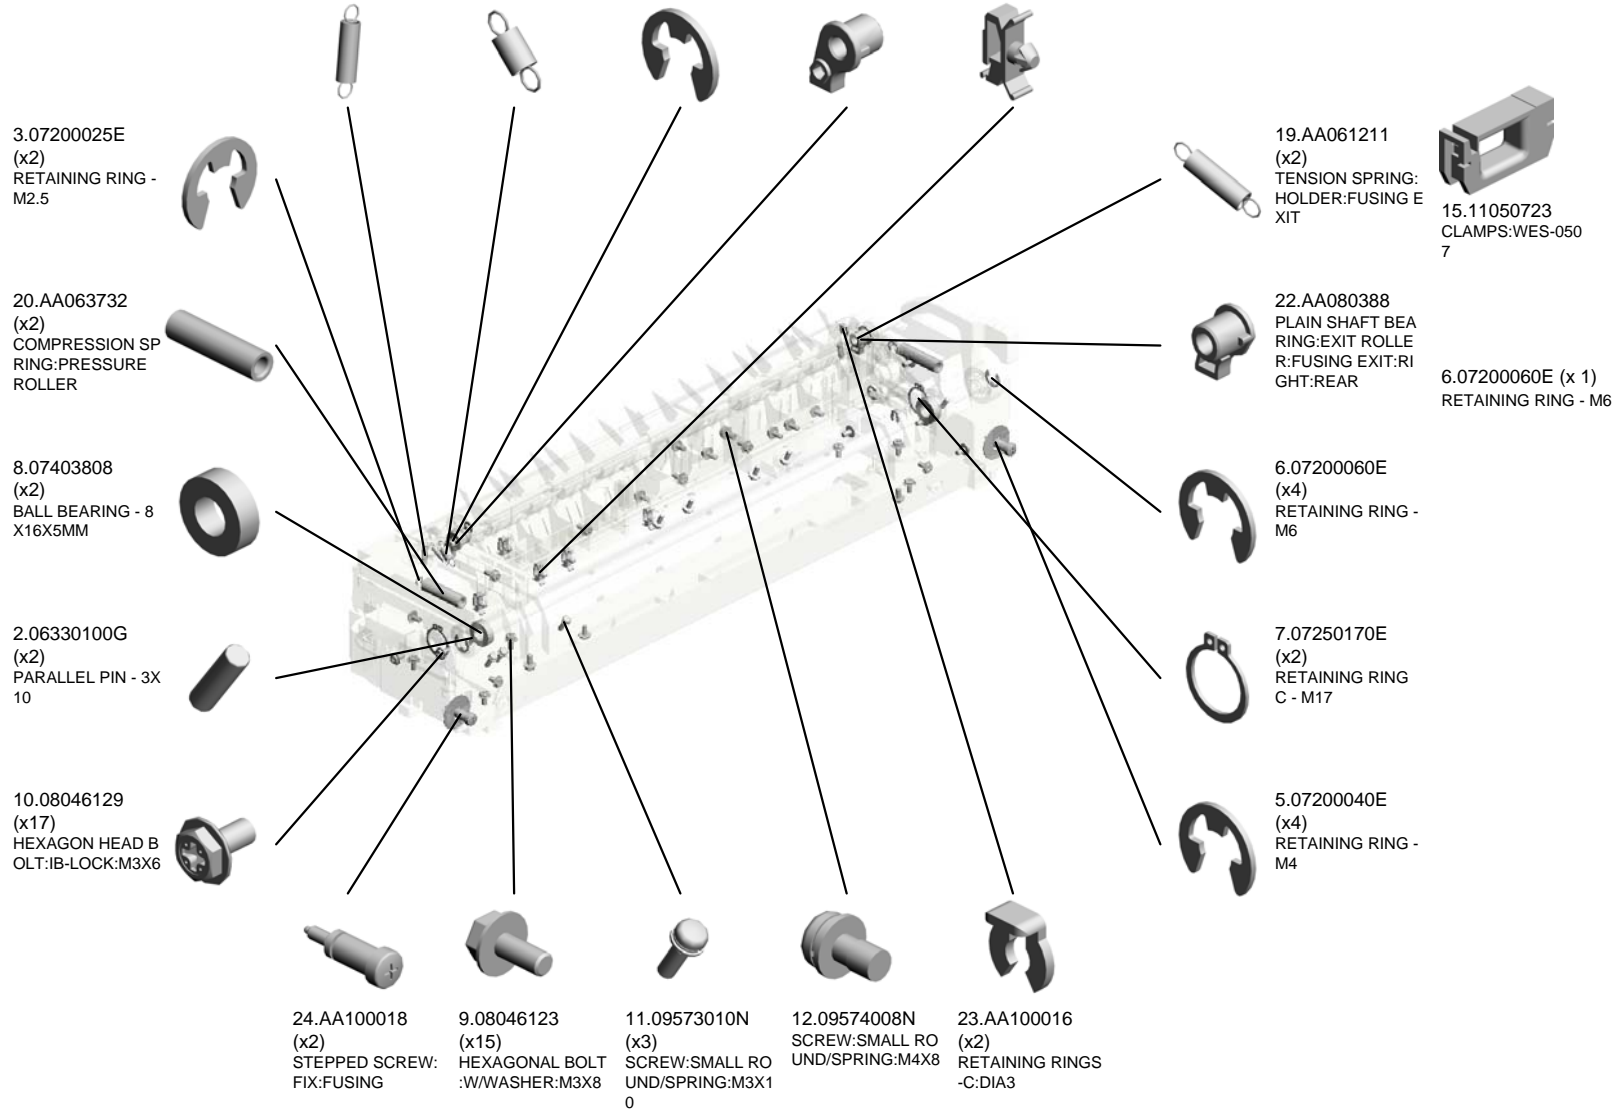 3.07200025E
(x2)
RETAINING RING -
M2.5
20.AA063732
(x2)
COMPRESSION SP
RING:PRESSURE
ROLLER
8.07403808
(x2)
BALL BEARING - 8
X16X5MM
2.06330100G
(x2)
PARALLEL PIN - 3X
10
10.08046129
(x17)
HEXAGON HEAD B
OLT:IB-LOCK:M3X6
19.AA061211
(x2)
TENSION SPRING:
HOLDER:FUSING E
XIT
15.11050723
CLAMPS:WES-050
7
22.AA080388
PLAIN SHAFT BEA
RING:EXIT ROLLE
R:FUSING EXIT:RI
GHT:REAR
6.07200060E (x 1)
RETAINING RING - M6
6.07200060E
(x4)
RETAINING RING -
M6
7.07250170E
(x2)
RETAINING RING
C - M17
5.07200040E
(x4)
RETAINING RING -
M4
24.AA100018
(x2)
STEPPED SCREW:
FIX:FUSING
9.08046123
(x15)
HEXAGONAL BOLT
:W/WASHER:M3X8
11.09573010N
(x3)
SCREW:SMALL RO
UND/SPRING:M3X1
0
12.09574008N
SCREW:SMALL RO
UND/SPRING:M4X8
23.AA100016
(x2)
RETAINING RINGS
-C:DIA3